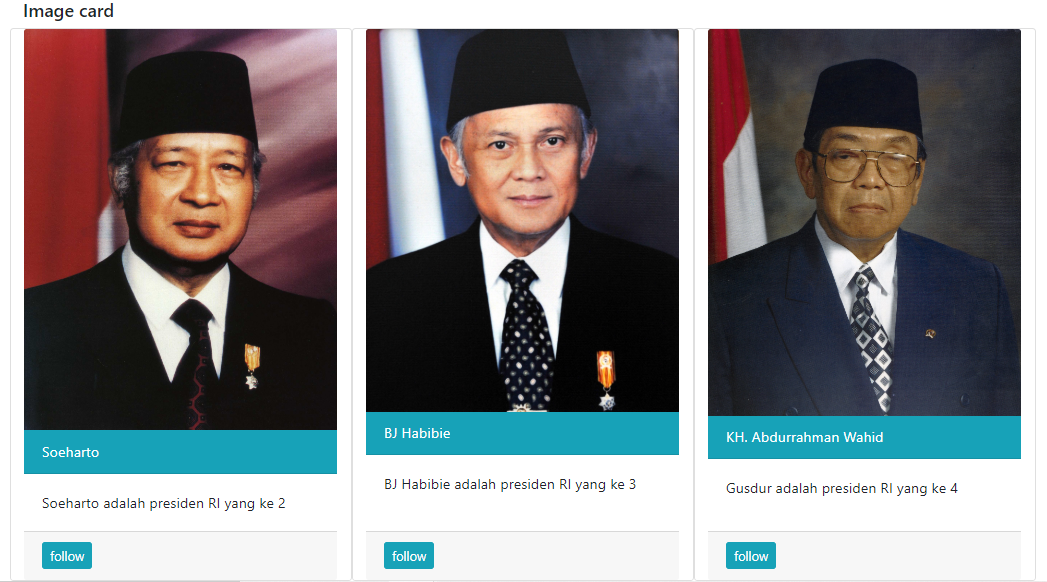 Image card
Soeharto
Soeharto adalah presiden RI yang ke 2
follow
BJ Habibie
BJ Habibie adalah presiden RI yang ke 3
follow
KH. Abdurrahman Wahid
Gusdur adalah presiden RI yang ke 4
follow